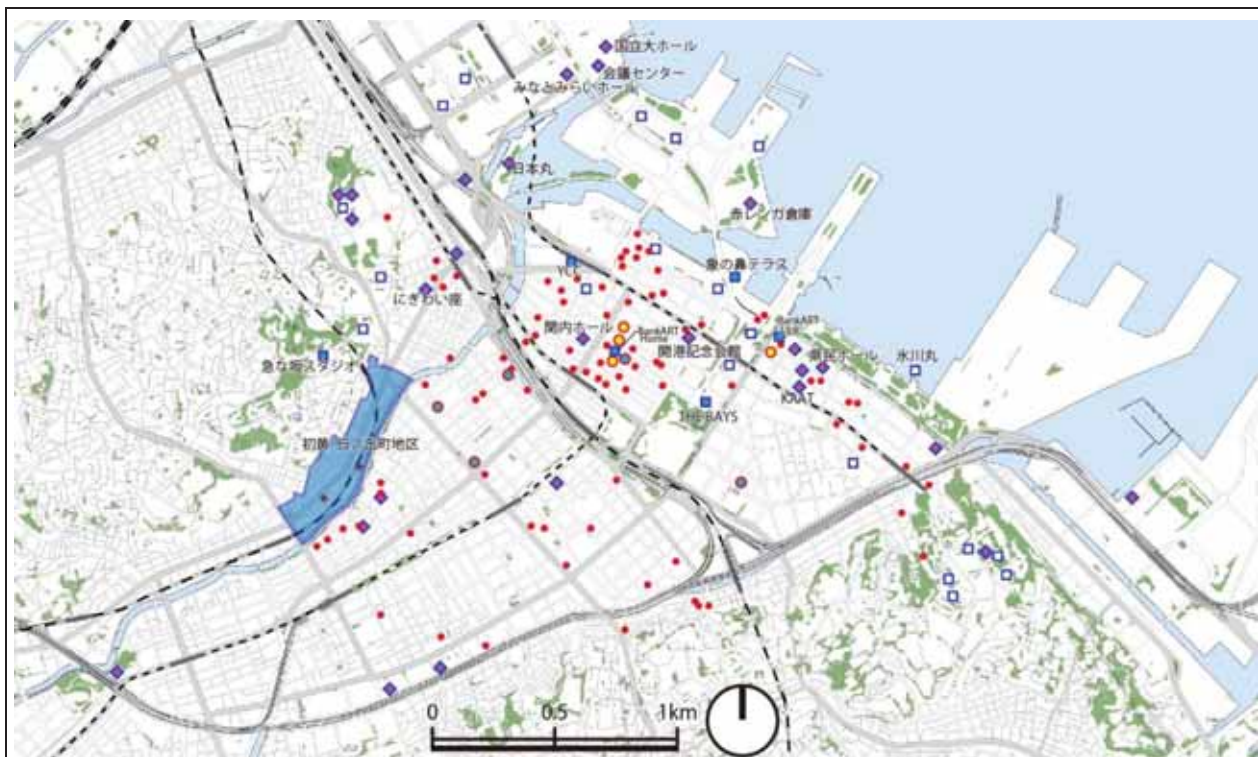 国立大ホール
会議センター
みなとみらいホール
日本丸
赤レンガ倉庫
象の鼻テラス
YCC
にぎわい座
関内ホール
BankART
Home
BankART
開港記念会館
県民ホール
氷川丸
急な坂スタジオ
KAAT
THE BAYS
初黄・日ノ出町地区
0 0.5 1km